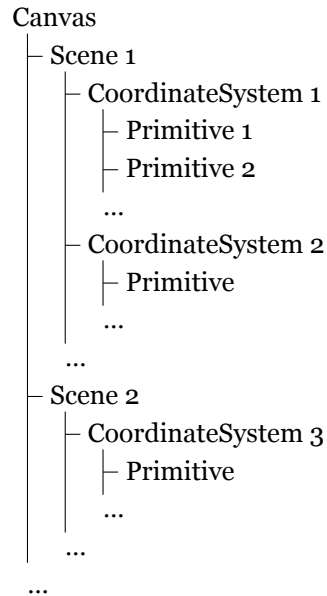 Canvas
Scene 1
CoordinateSystem 1
Primitive 1
Primitive 2
...
CoordinateSystem 2
Primitive
...
...
Scene 2
CoordinateSystem 3
Primitive
...
...
...